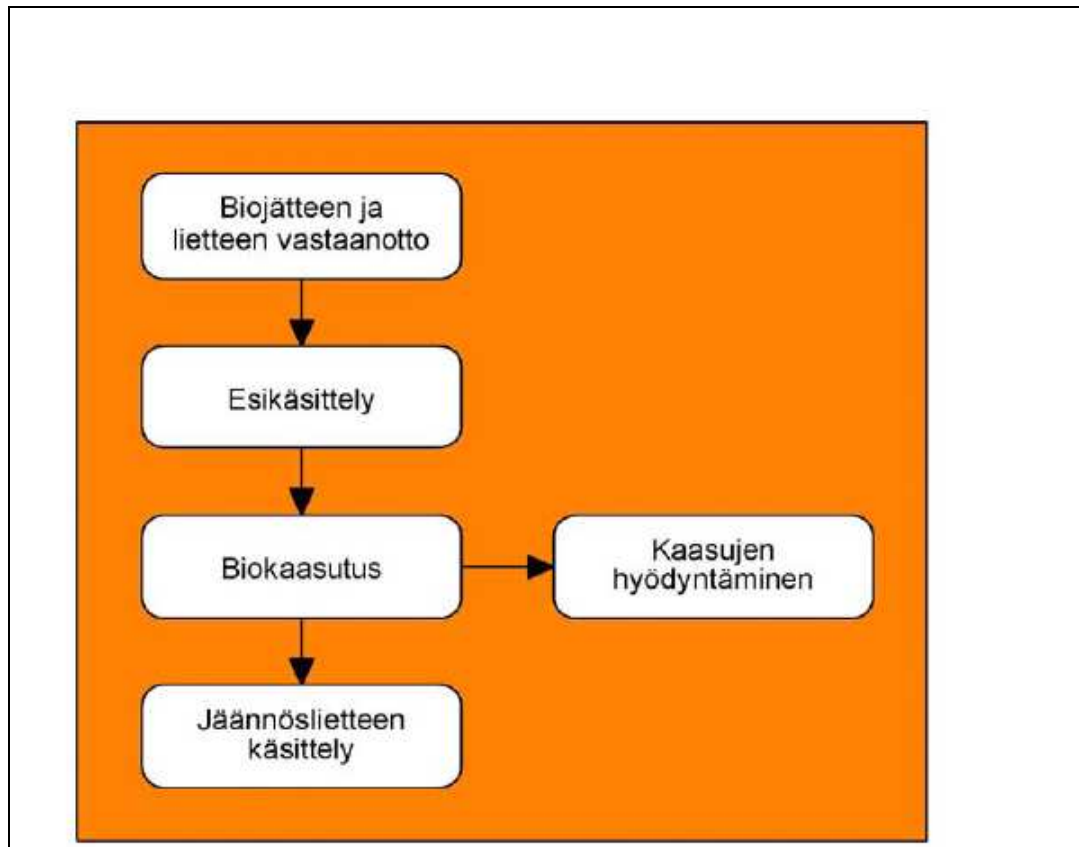 Biojätteen ja
lietteen vastaanotto
Esikäsittely
Biokaasutus
Kaasujen
hyödyntäminen
Jäännöslietteen
käsittely